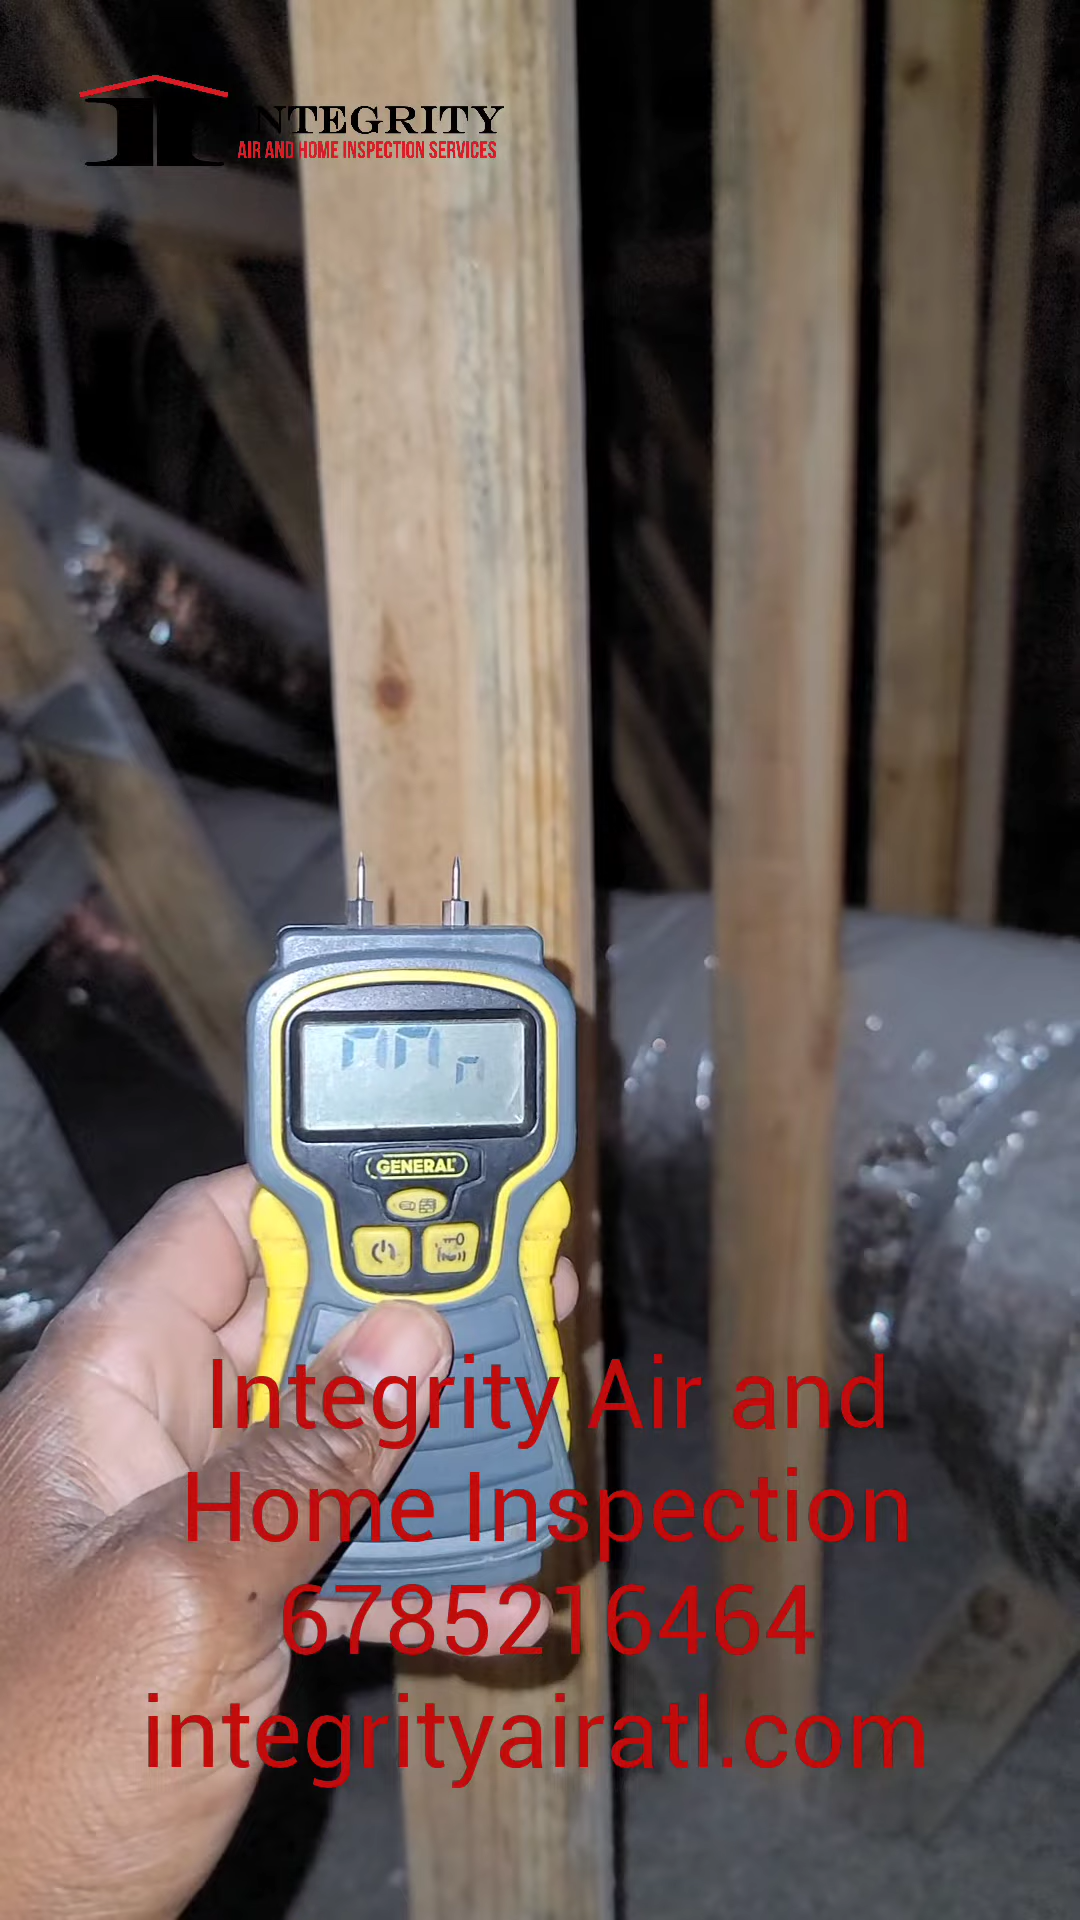 INTEGRITY
AIR AND HOME INSPECTION SERVICES
GENERAL
Integrity Air and
Home Inspection
6785216464
integrityairatl.com